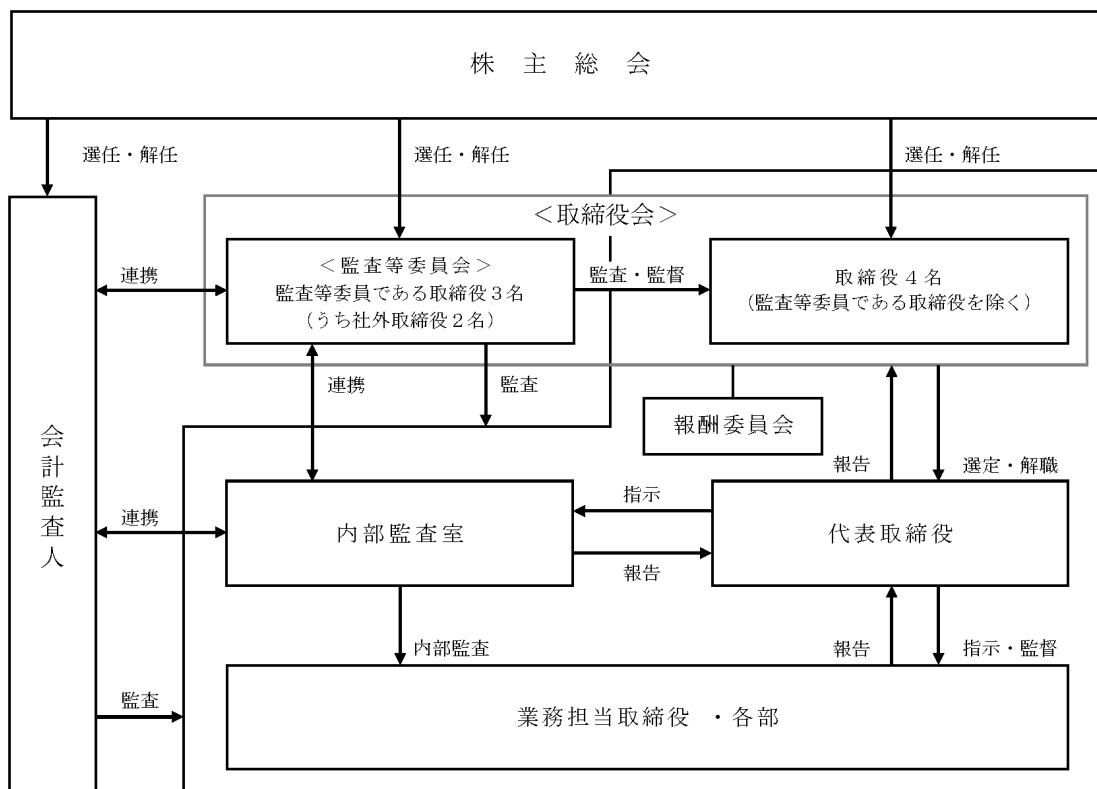 株主総会
選任・解任
選任・解任
選任・解任
<取締役会>
<監査等委員会>
監査等委員である取締役3名
(うち社外取締役2名)
監査・監督
取締役4名
(監査等委員である取締役を除く)
連携
連携
監査
報酬委員会
報告
選定・解職
会計監査人
連携
内部監査室
指示
報告
代表取締役
内部監査
報告
指示・監督
監査
業務担当取締役 ・各部